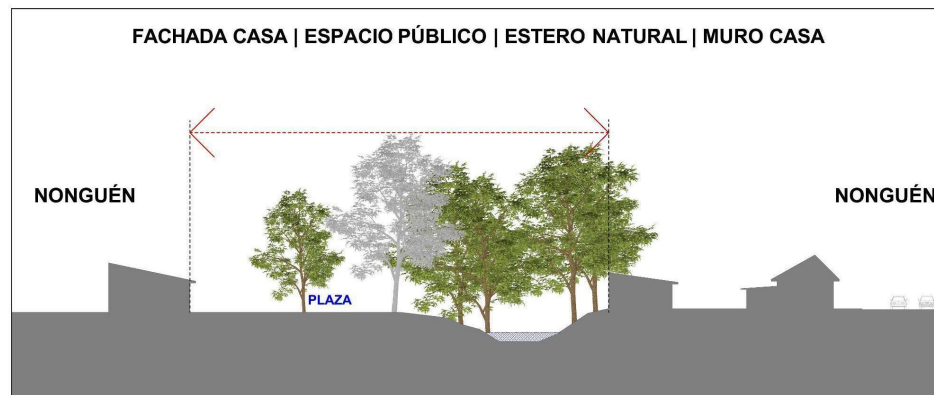 FACHADA CASA | ESPACIO PÚBLICO | ESTERO NATURAL | MURO CASA
NONGUÉN
NONGUÉN
PLAZA